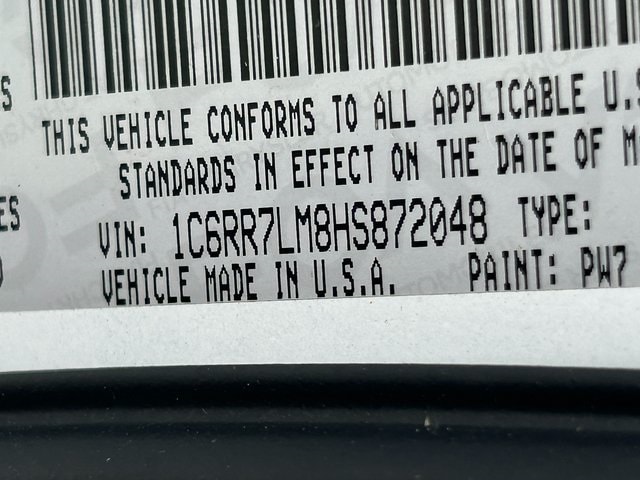 S
THIS VEHICLE CONFORMS TO ALL APPLICABLE U.S
STANDARDS IN EFFECT ON THE DATE OF M
ES
VIN: 1C6RR7LM8HS872048 TYPE:
VEHICLE MADE IN U.S.A. PAINT: PW7